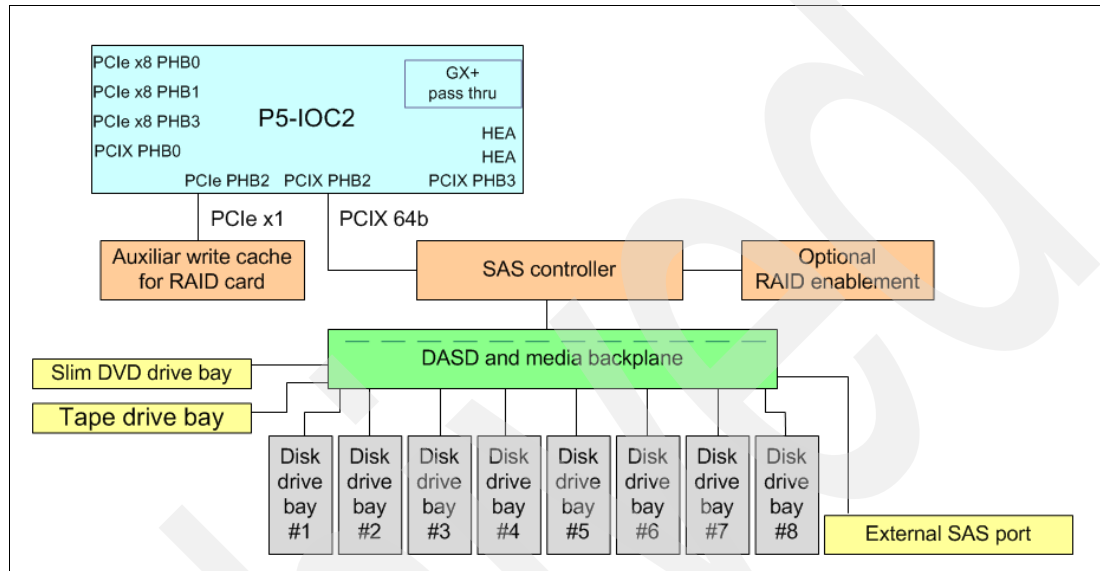 PCIe x8 PHB0
PCIe x8 PHB1
PCIe x8 PHB3
PCIX PHB0
P5-IOC2
GX+
pass thru
HEA
HEA
PCIe PHB2
PCIX PHB2
PCIX PHB3
PCIe x1
PCIX 64b
Auxiliar write cache
for RAID card
SAS controller
Optional
RAID enablement
DASD and media backplane
Slim DVD drive bay
Tape drive bay
Disk
drive
bay
#1
Disk
drive
bay
#2
Disk
drive
bay
#3
Disk
drive
bay
#4
Disk
drive
bay
#5
Disk
drive
bay
#6
Disk
drive
bay
#7
Disk
drive
bay
#8
External SAS port